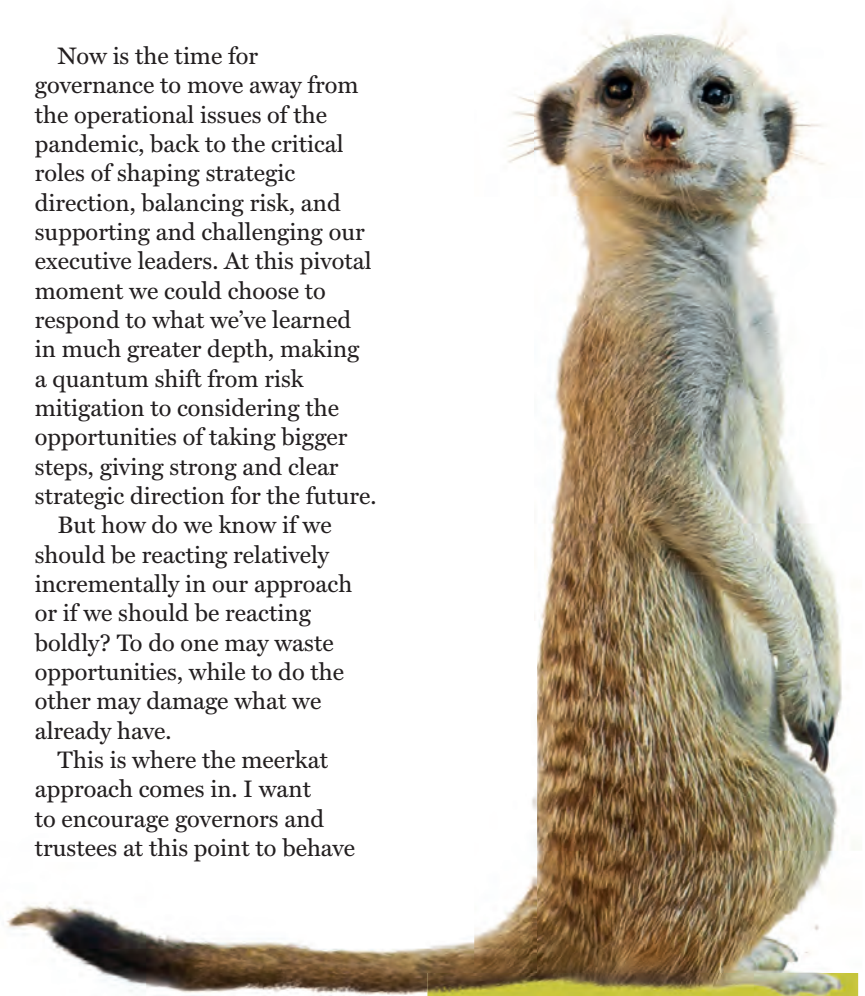 Now is the time for
governance to move away from
the operational issues of the
pandemic, back to the critical
roles of shaping strategic
direction, balancing risk, and
supporting and challenging our
executive leaders. At this pivotal
moment we could choose to
respond to what we’ve learned
in much greater depth, making
a quantum shift from risk
mitigation to considering the
opportunities of taking bigger
steps, giving strong and clear
strategic direction for the future.
But how do we know if we
should be reacting relatively
incrementally in our approach
or if we should be reacting
boldly? To do one may waste
opportunities, while to do the
other may damage what we
already have.
This is where the meerkat
approach comes in. I want
to encourage governors and
trustees at this point to behave